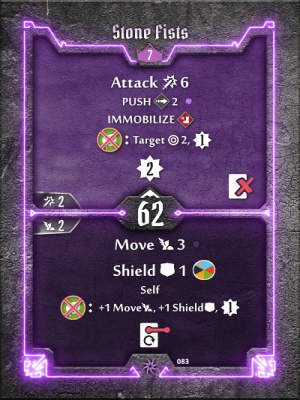 Stone Fists
7
Attack 6
PUSH 2
IMMOBILIZE
: Target 2, 1
2
2
62
2
Move 3
Shield 1
Self
: +1 Move, +1 Shield, 1
083